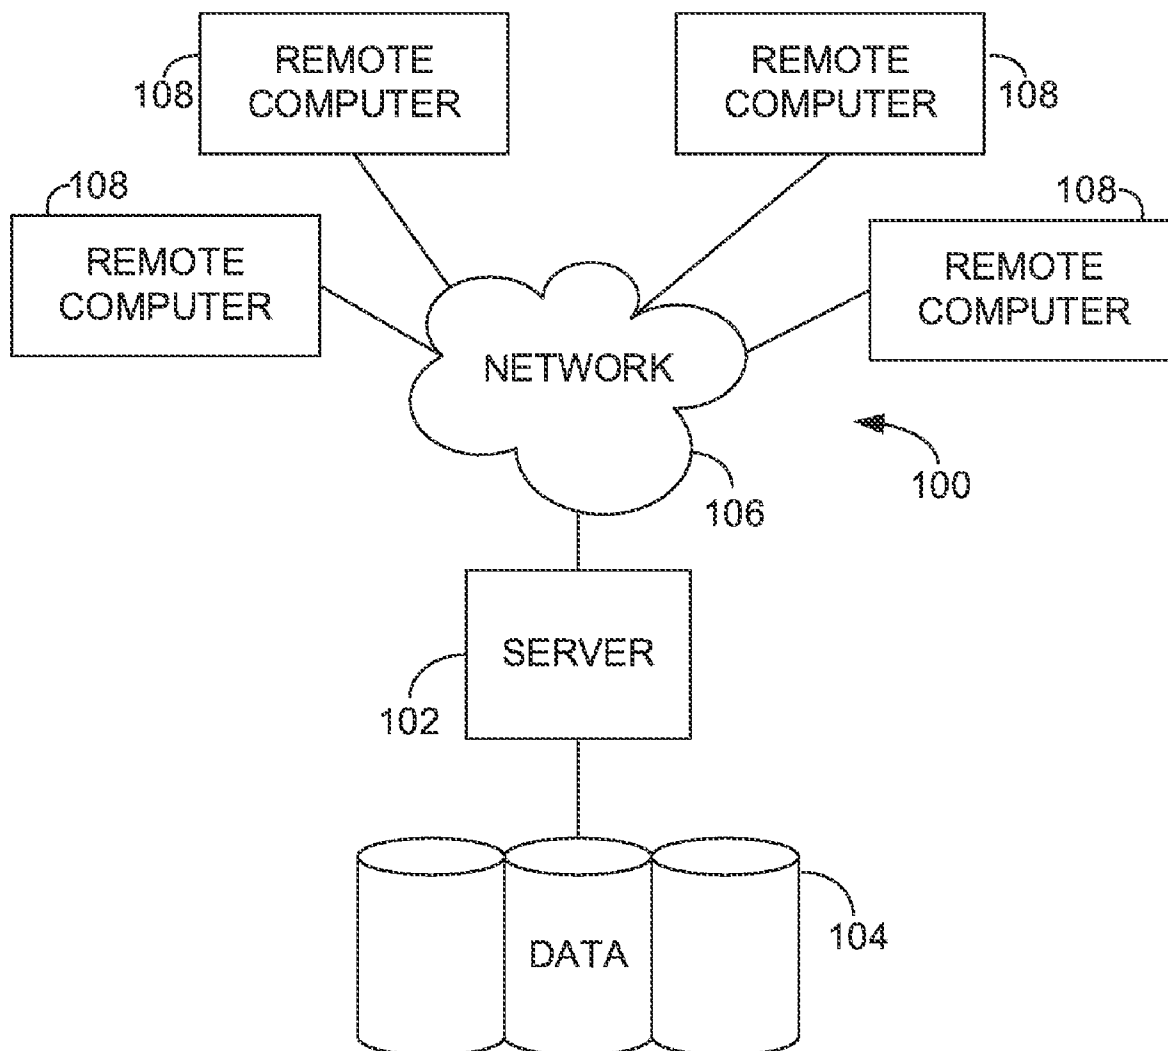 108
REMOTE
COMPUTER
REMOTE
COMPUTER
108
108
REMOTE
COMPUTER
108
REMOTE
COMPUTER
NETWORK
100
106
SERVER
102
DATA
104